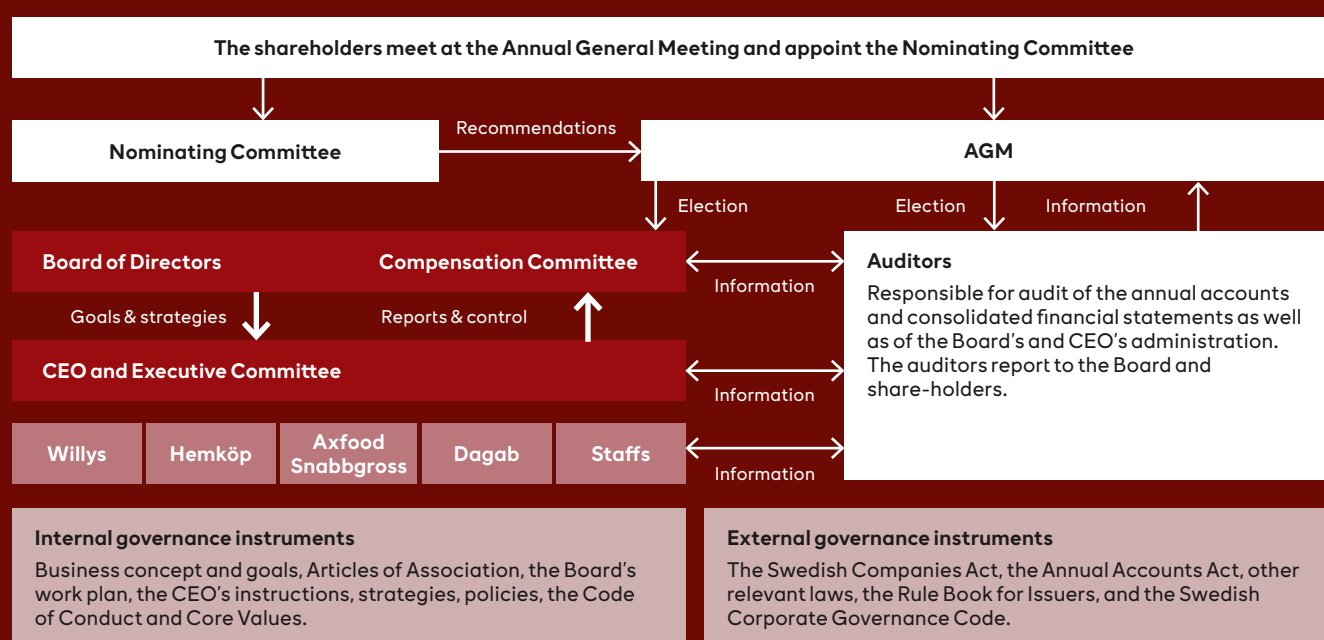 The shareholders meet at the Annual General Meeting and appoint the Nominating Committee
Nominating Committee
Recommendations
AGM
Election
Election
Information
Board of Directors
Compensation Committee
Information
Goals & strategies
Reports & control
CEO and Executive Committee
Information
Willys
Hemköp
Axfood
Snabbgross
Dagab
Staffs
Information
Auditors
Responsible for audit of the annual accounts
and consolidated financial statements as well
as of the Board’s and CEO’s administration.
The auditors report to the Board and
share-holders.
Internal governance instruments
Business concept and goals, Articles of Association, the Board’s
work plan, the CEO’s instructions, strategies, policies, the Code
of Conduct and Core Values.
External governance instruments
The Swedish Companies Act, the Annual Accounts Act, other
relevant laws, the Rule Book for Issuers, and the Swedish
Corporate Governance Code.